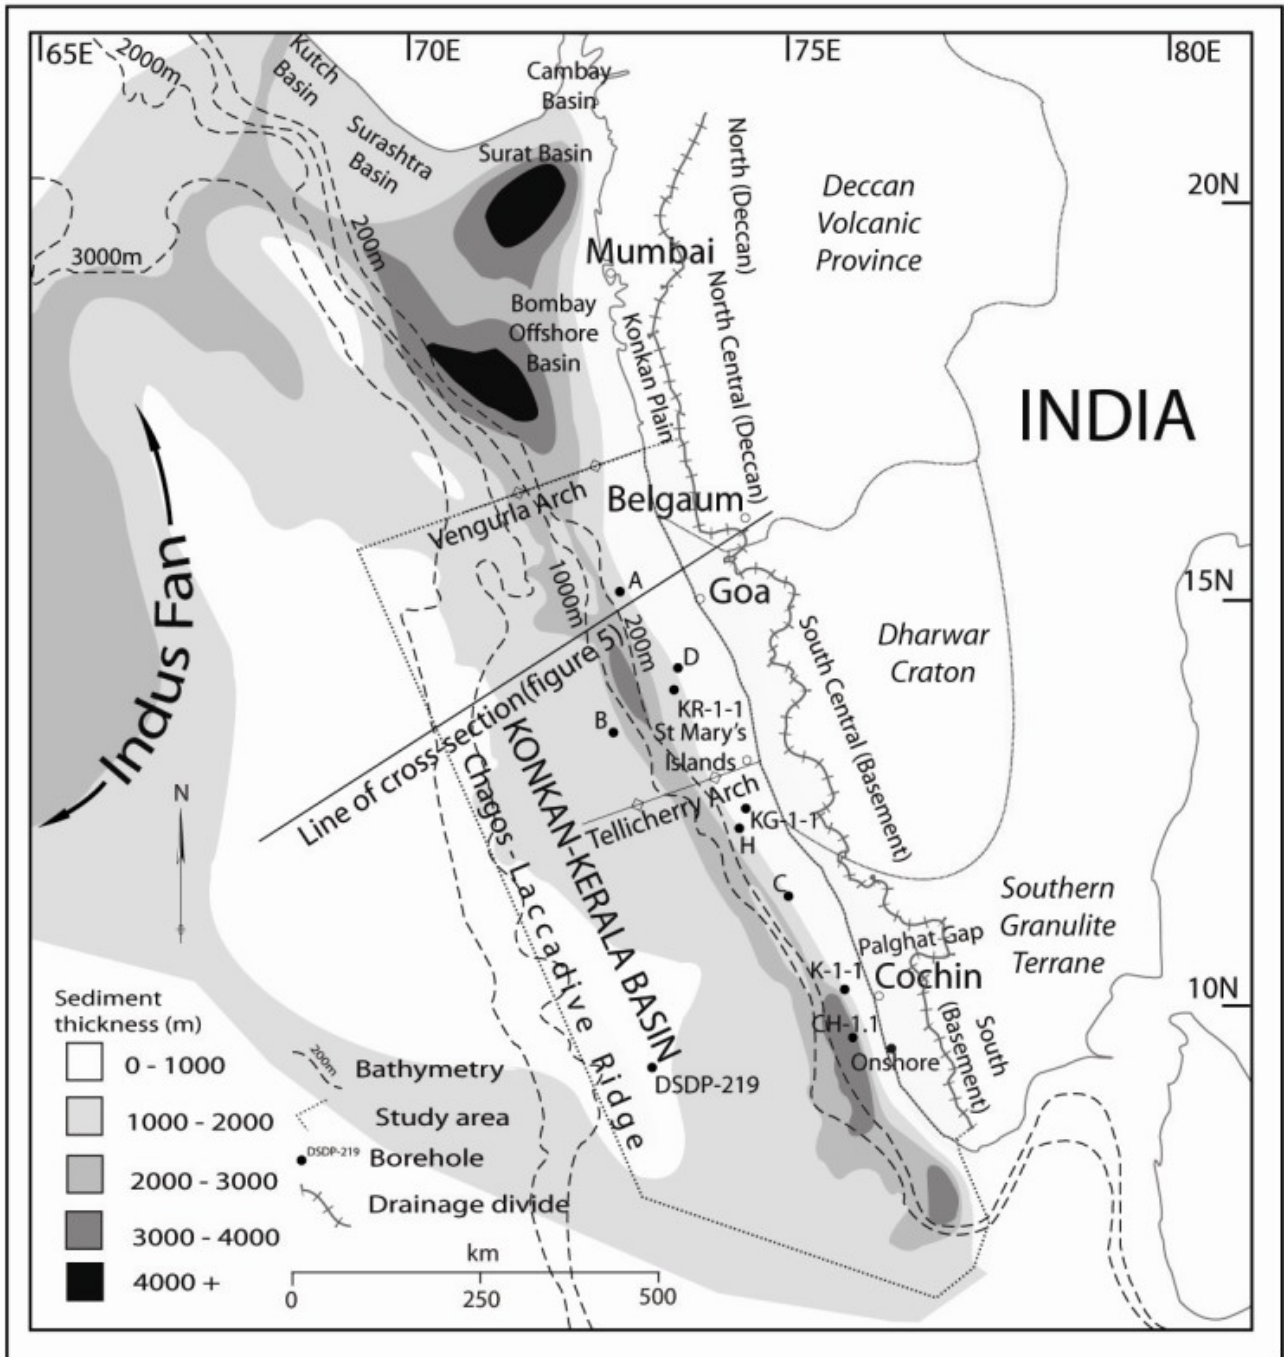 65E
70E
75E
80E
2000m
Kutch
Basin
Cambay
Basin
Surashtra
Basin
Surat Basin
North (Deccan)
Deccan
Volcanic
Province
20N
200m
3000m
Mumbai
Bombay
Offshore
Basin
Konkan Plain
North Central (Deccan)
INDIA
Indus Fan
Vengurla Arch
Belgaum
1000m
A
Goa
15N
200m
D
South Central (Basement)
Dharwar
Craton
KR-1-1
B
St Mary's
Islands
Line of cross-section(figure 5)
KONKAN-KERALA BASIN
Chagos - Laccadive Ridge
Tellicherry Arch
KG-1-1
H
C
N
Southern
Granulite
Terrane
Palghat Gap
K-1-1
Cochin
10N
CH-1.1
Onshore
South
(Basement)
DSDP-219
Sediment
thickness (m)
0 - 1000
1000 - 2000
2000 - 3000
3000 - 4000
4000 +
200m
Bathymetry
Study area
DSDP-219
Borehole
Drainage divide
km
0 250 500